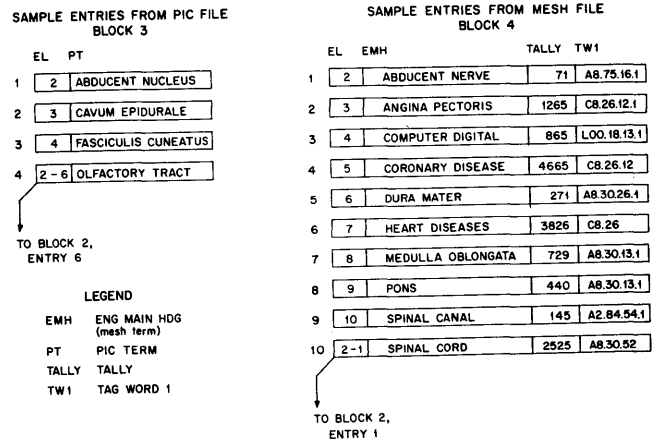 SAMPLE ENTRIES FROM PIC FILE
BLOCK 3
EL PT
1 2 ABDUCENT NUCLEUS
2 3 CAVUM EPIDURALE
3 4 FASCICULIS CUNEATUS
4 2-6 OLFACTORY TRACT
TO BLOCK 2,
ENTRY 6
LEGEND
EMH ENG MAIN HDG
(mesh term)
PT PIC TERM
TALLY TALLY
TW1 TAG WORD 1
SAMPLE ENTRIES FROM MESH FILE
BLOCK 4
EL EMH TALLY TW1
1 2 ABDUCENT NERVE 71 A8.75.16.1
2 3 ANGINA PECTORIS 1265 C8.26.12.1
3 4 COMPUTER DIGITAL 865 L00.18.13.1
4 5 CORONARY DISEASE 4665 C8.26.12
5 6 DURA MATER 271 A8.30.26.1
6 7 HEART DISEASES 3826 C8.26
7 8 MEDULLA OBLONGATA 729 A8.30.13.1
8 9 PONS 440 A8.30.13.1
9 10 SPINAL CANAL 145 A2.84.54.1
10 2-1 SPINAL CORD 2525 A8.30.52
TO BLOCK 2,
ENTRY 1